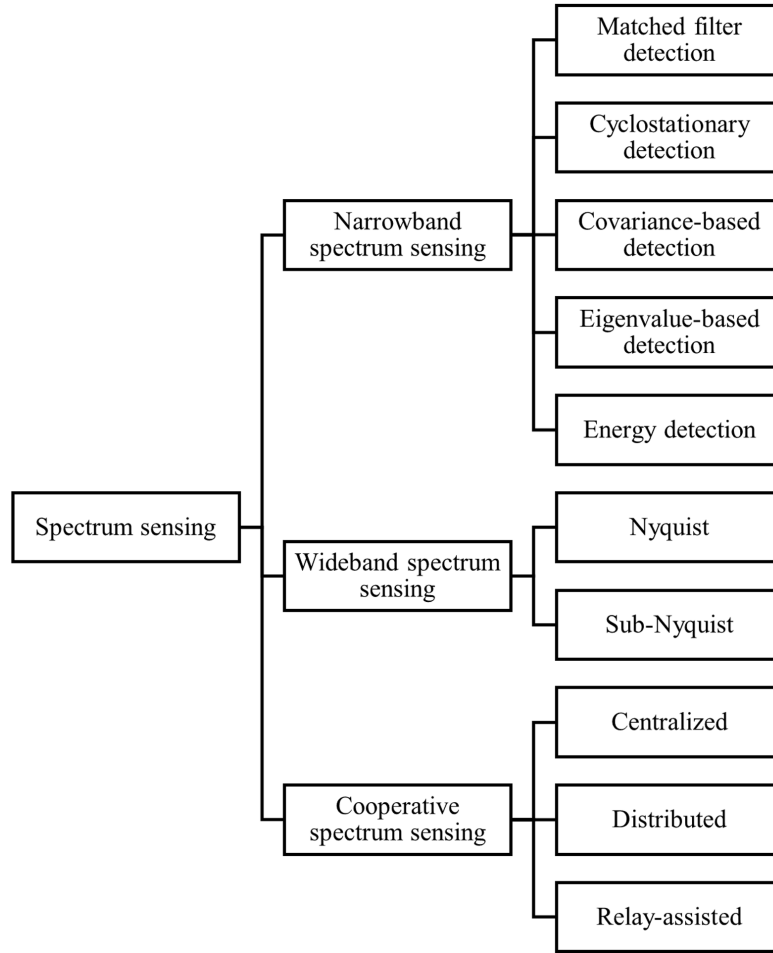 Matched filter
detection
Cyclostationary
detection
Narrowband
spectrum sensing
Covariance-based
detection
Eigenvalue-based
detection
Energy detection
Spectrum sensing
Wideband spectrum
sensing
Nyquist
Sub-Nyquist
Centralized
Cooperative
spectrum sensing
Distributed
Relay-assisted